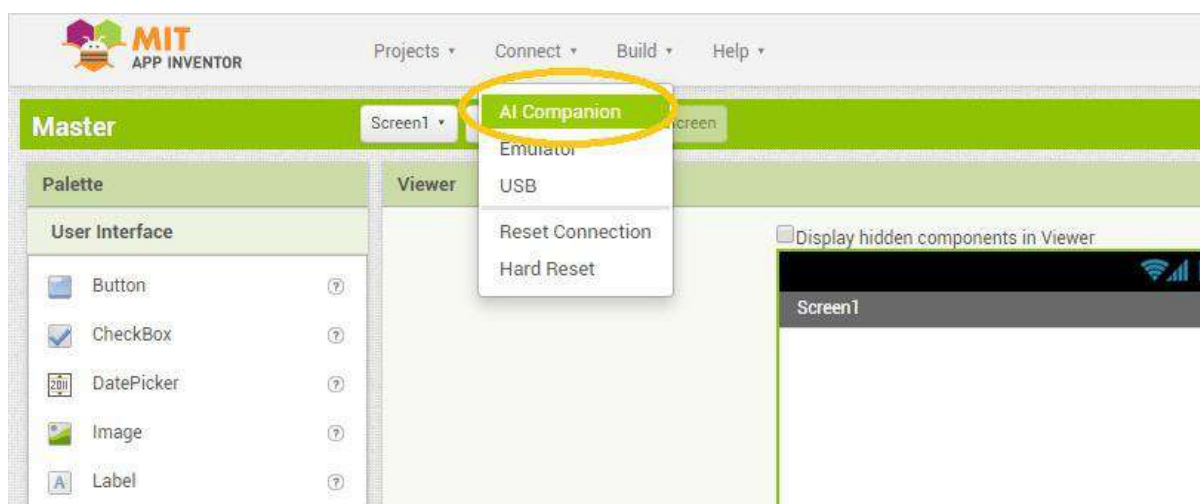 MIT
APP INVENTOR
Projects Connect Build Help
Master
Screen1
AI Companion
Emulator
USB
Reset Connection
Hard Reset
Palette
User Interface
Button
CheckBox
DatePicker
Image
Label
Viewer
Display hidden components in Viewer
Screen1